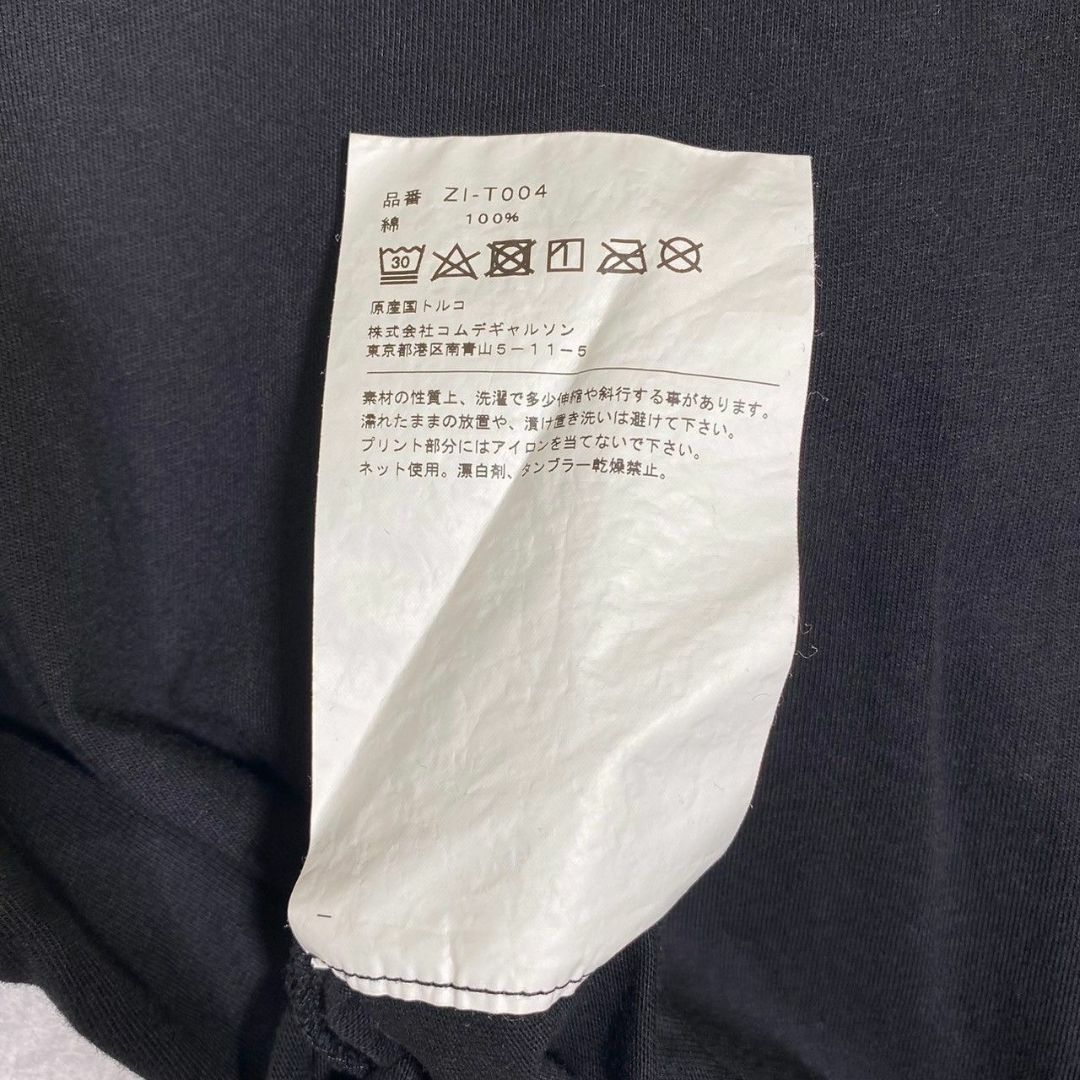 品番 ZI-T004
綿 100%
30
原産国トルコ
株式会社コムデギャルソン
東京都港区南青山5-11-5
素材の性質上、洗濯で多少伸縮や斜行する事があります。
濡れたままの放置や、漬け置き洗いは避けて下さい。
プリント部分にはアイロンを当てないで下さい。
ネット使用。漂白剤、タンブラー乾燥禁止。